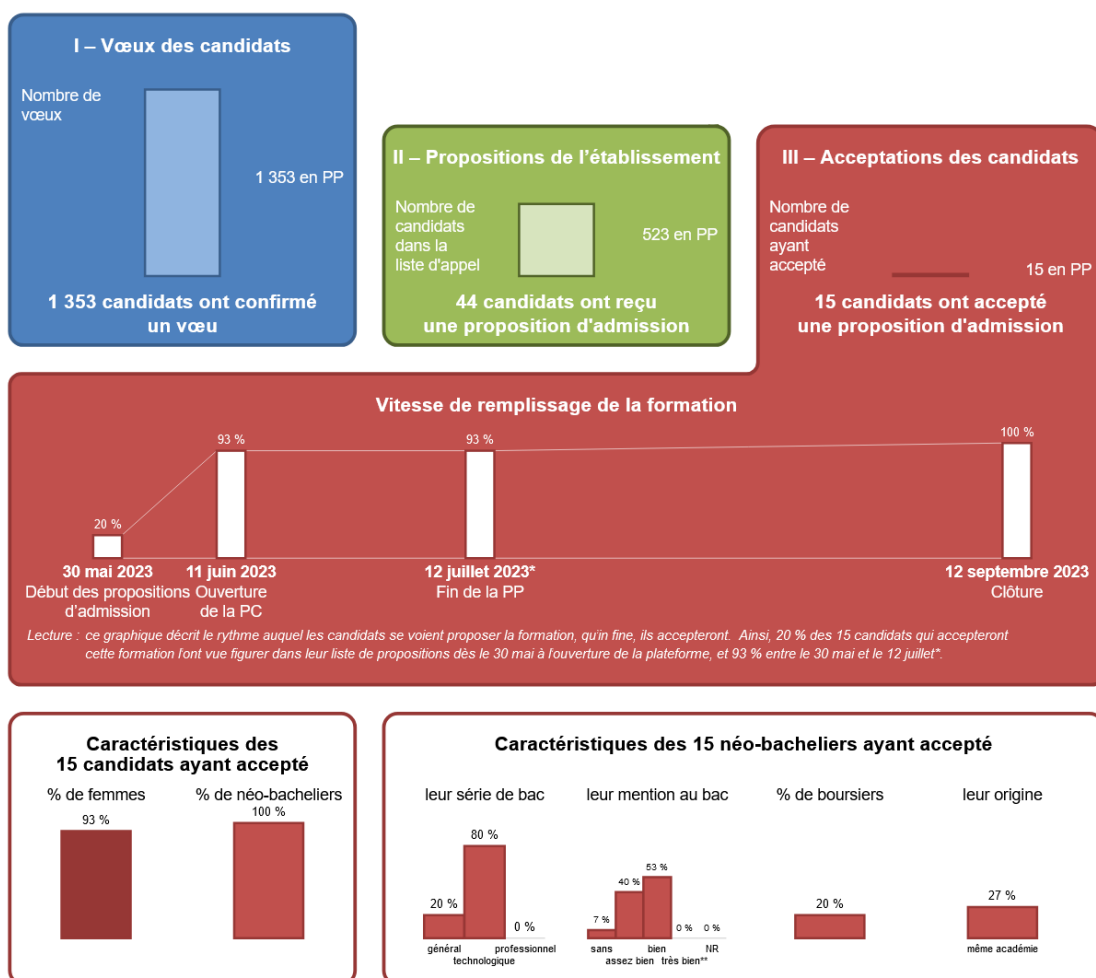 I – Vœux des candidats
Nombre de
vœux
1 353 en PP
1 353 candidats ont confirmé
un vœu
II – Propositions de l'établissement
Nombre de
candidats
dans la
liste d'appel
523 en PP
44 candidats ont reçu
une proposition d'admission
III – Acceptations des candidats
Nombre de
candidats
ayant
accepté
15 en PP
15 candidats ont accepté
une proposition d'admission
Vitesse de remplissage de la formation
20 %
93 %
93 %
100 %
30 mai 2023
Début des propositions
d'admission
11 juin 2023
Ouverture
de la PC
12 juillet 2023*
Fin de la PP
12 septembre 2023
Clôture
Lecture : ce graphique décrit le rythme auquel les candidats se voient proposer la formation, qu'in fine, ils accepteront. Ainsi, 20 % des 15 candidats qui accepteront
cette formation l'ont vue figurer dans leur liste de propositions dès le 30 mai à l'ouverture de la plateforme, et 93 % entre le 30 mai et le 12 juillet*.
Caractéristiques des
15 candidats ayant accepté
% de femmes
93 %
% de néo-bacheliers
100 %
Caractéristiques des 15 néo-bacheliers ayant accepté
leur série de bac
20 %
80 %
0 %
général
professionnel
technologique
leur mention au bac
7 %
40 %
53 %
0 %
0 %
sans
bien
NR
assez bien
très bien**
% de boursiers
20 %
leur origine
27 %
même académie